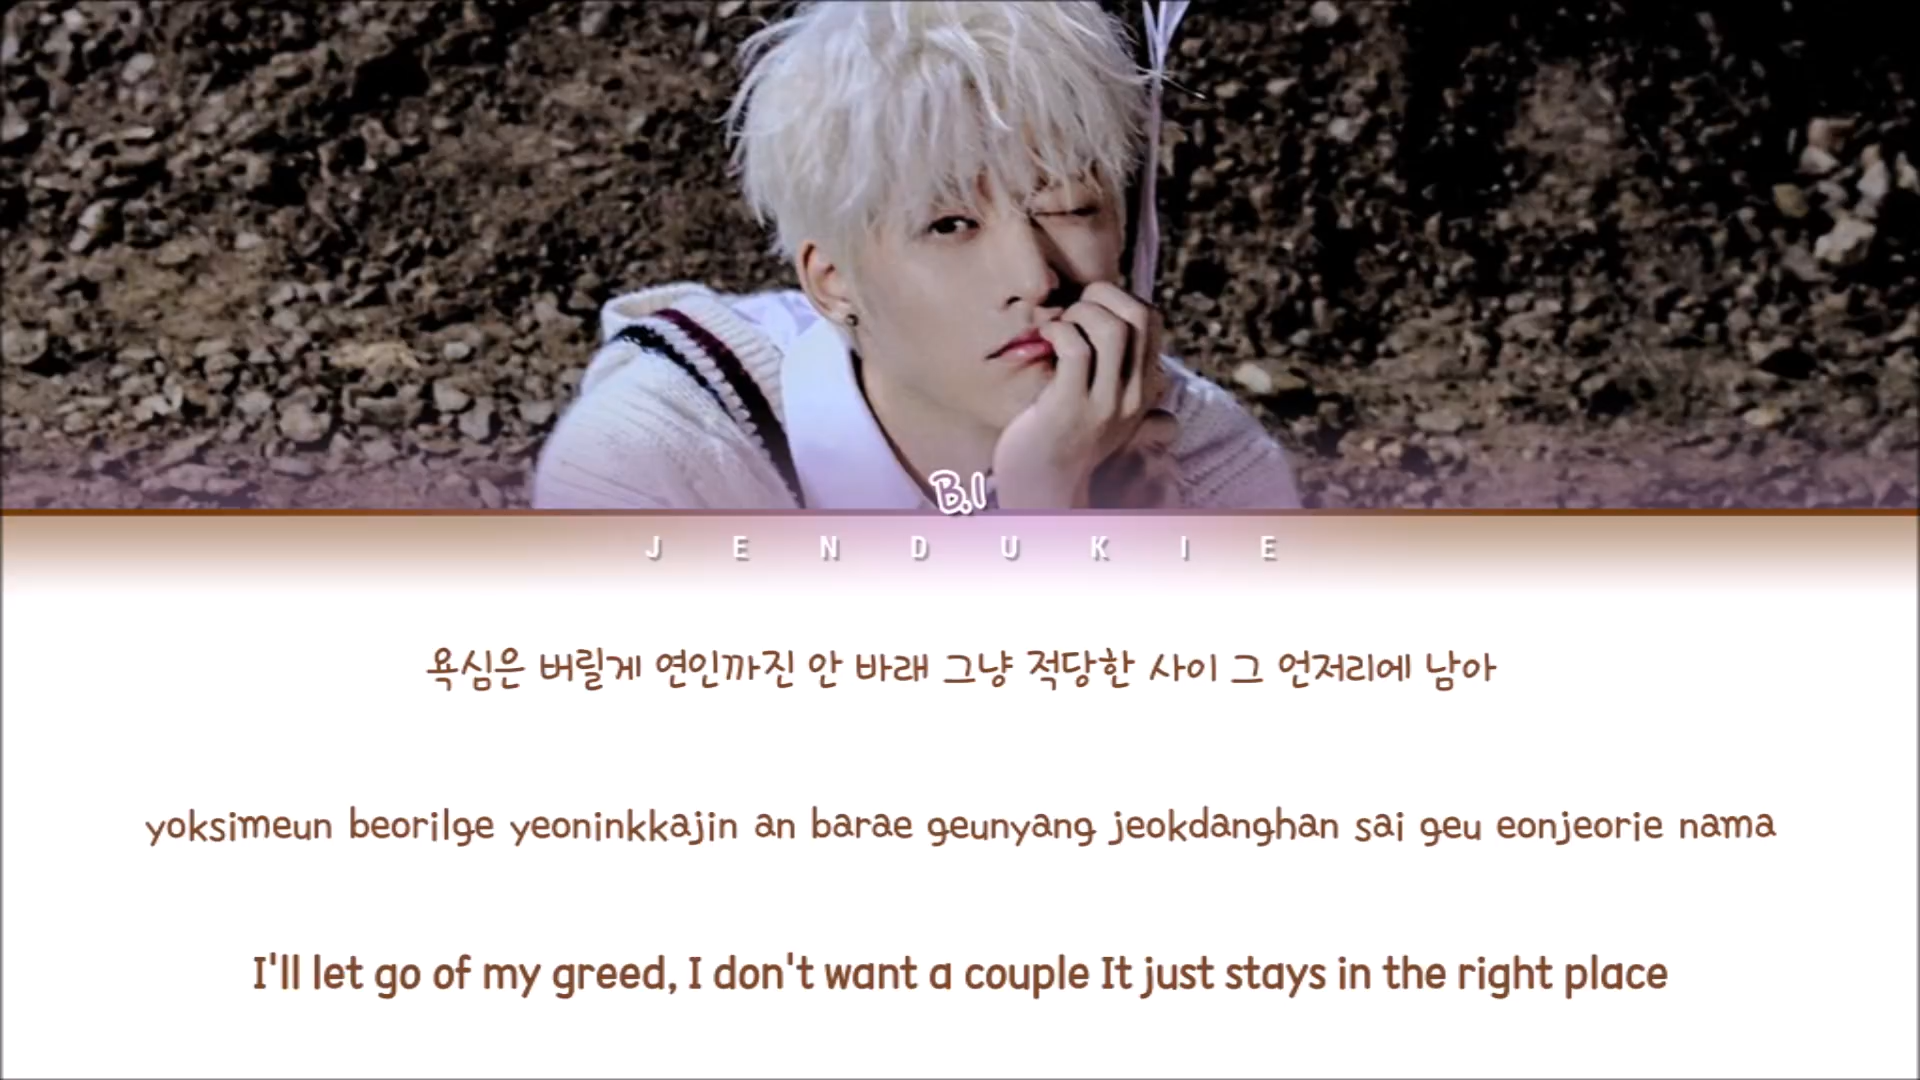 B.I
JENDUKIE
욕심은 버릴게 연인까진 안 바래 그냥 적당한 사이 그 언저리에 남아
yoksimeun beorilge yeoninkkajin an barae geunyang jeokdanghan sai geu eonjeorie nama
I'll let go of my greed, I don't want a couple It just stays in the right place